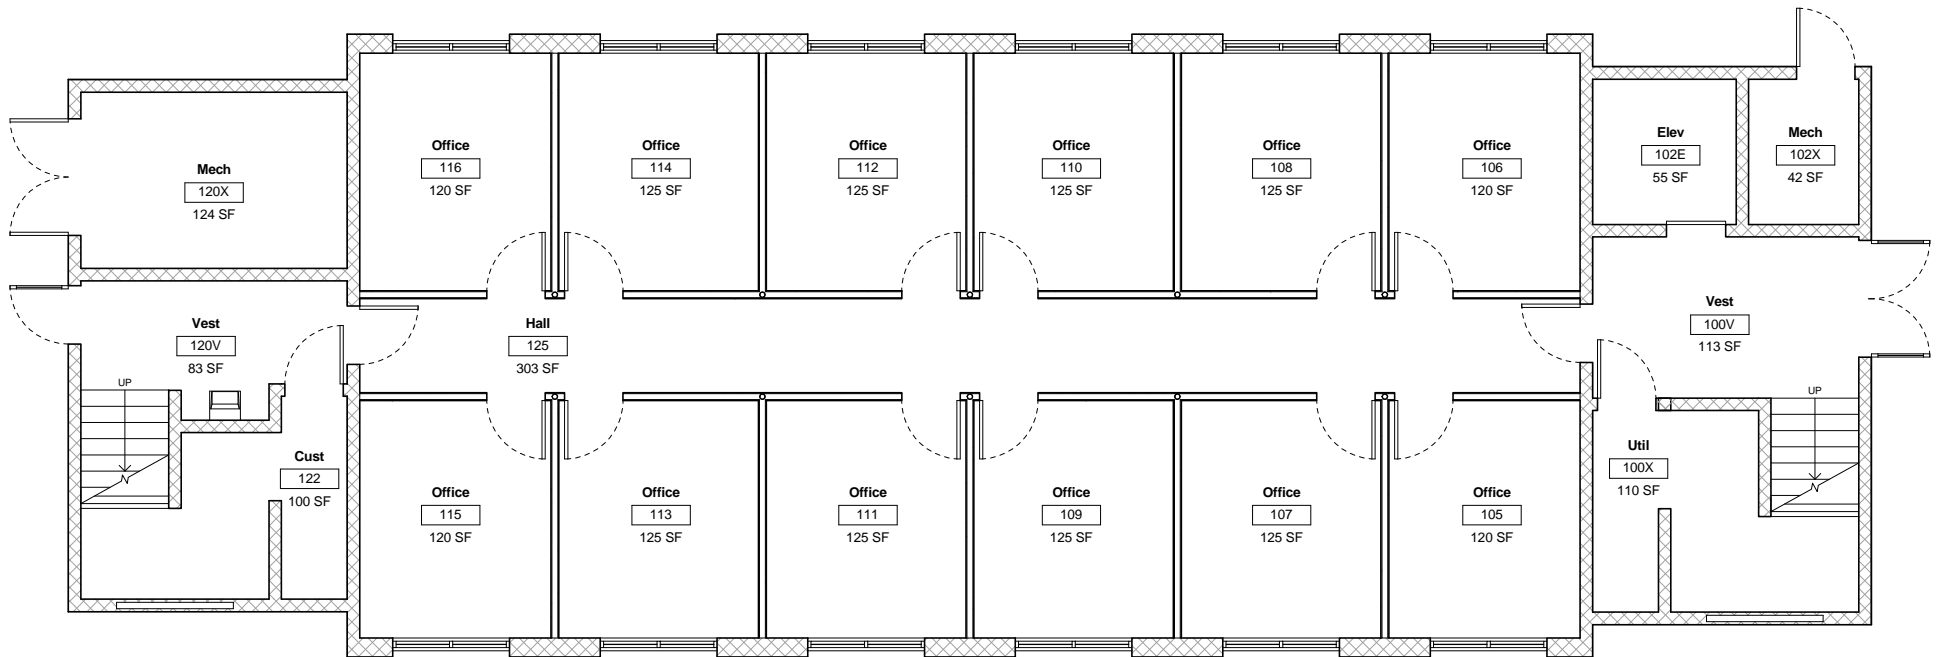 Office
116
120 SF
Office
114
125 SF
Office
112
125 SF
Office
110
125 SF
Office
108
125 SF
Office
106
120 SF
Elev
102E
55 SF
Mech
102X
42 SF
Mech
120X
124 SF
Vest
120V
83 SF
Hall
125
303 SF
Vest
100V
113 SF
UP
UP
Cust
122
100 SF
Util
100X
110 SF
Office
115
120 SF
Office
113
125 SF
Office
111
125 SF
Office
109
125 SF
Office
107
125 SF
Office
105
120 SF